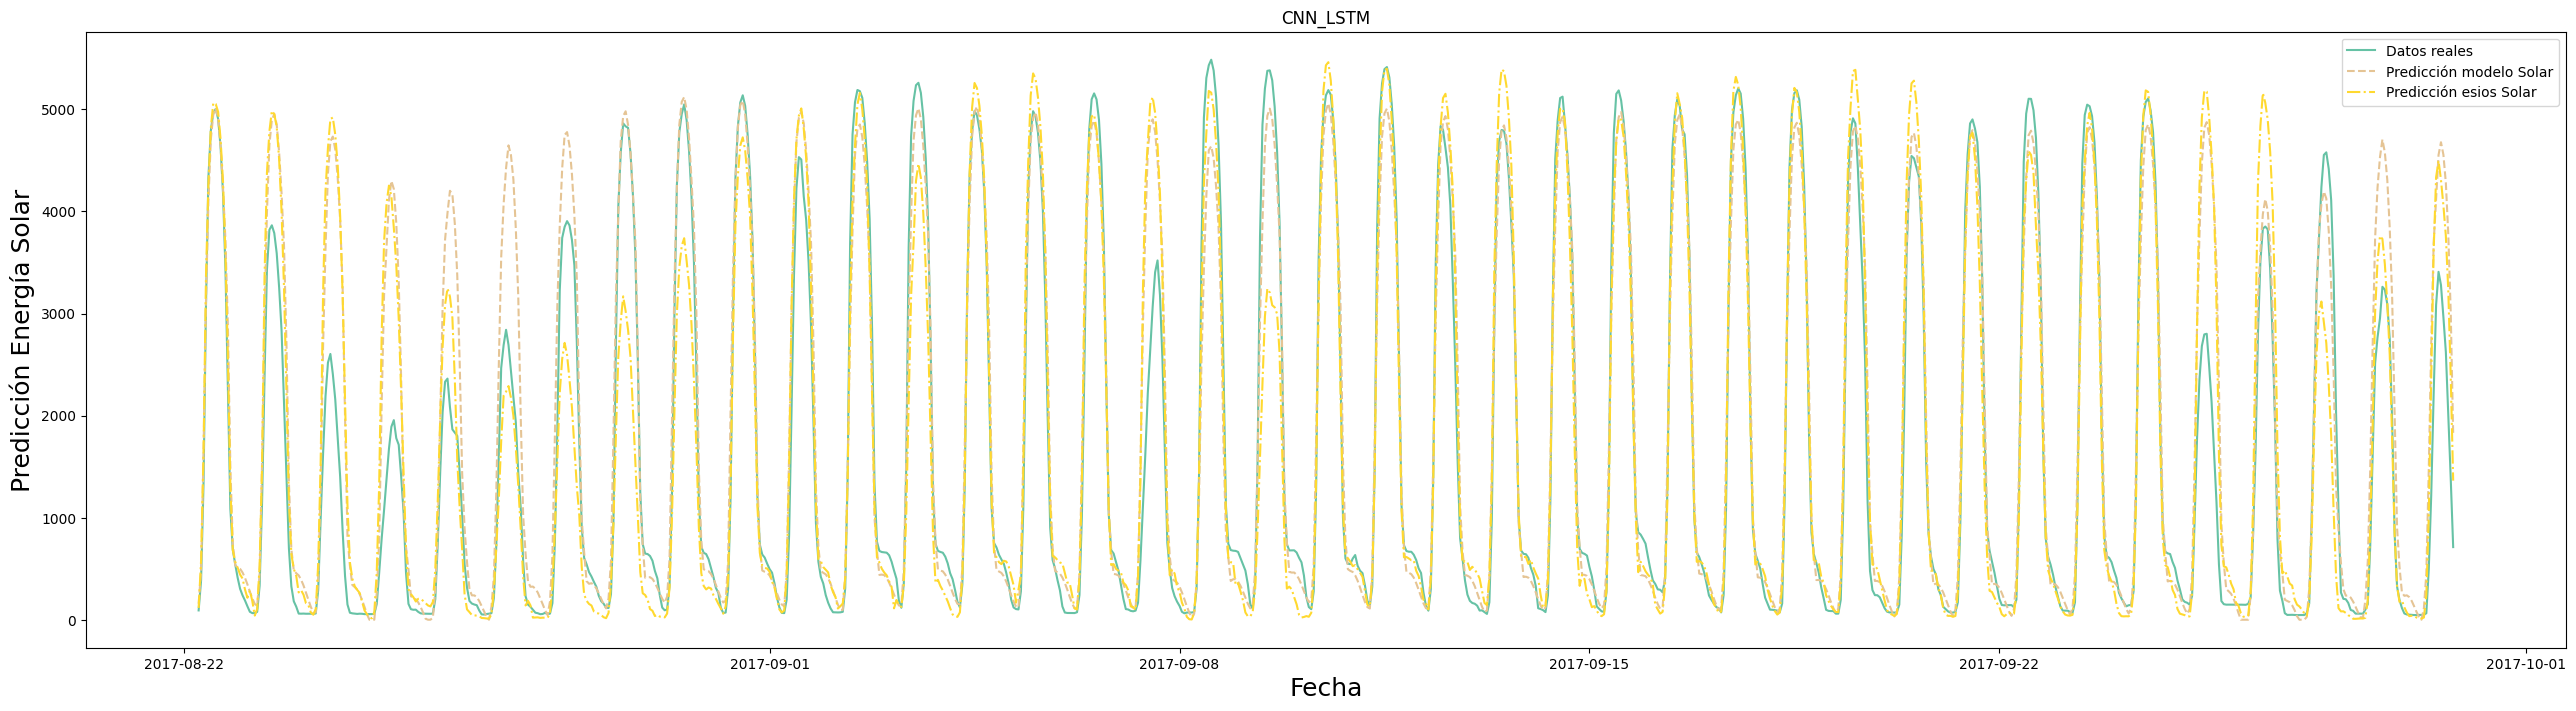 CNN_LSTM
Datos reales
Predicción modelo Solar
Predicción esios Solar
Predicción Energía Solar
5000
4000
3000
2000
1000
0
2017-08-22
2017-09-01
2017-09-08
2017-09-15
2017-09-22
2017-10-01
Fecha